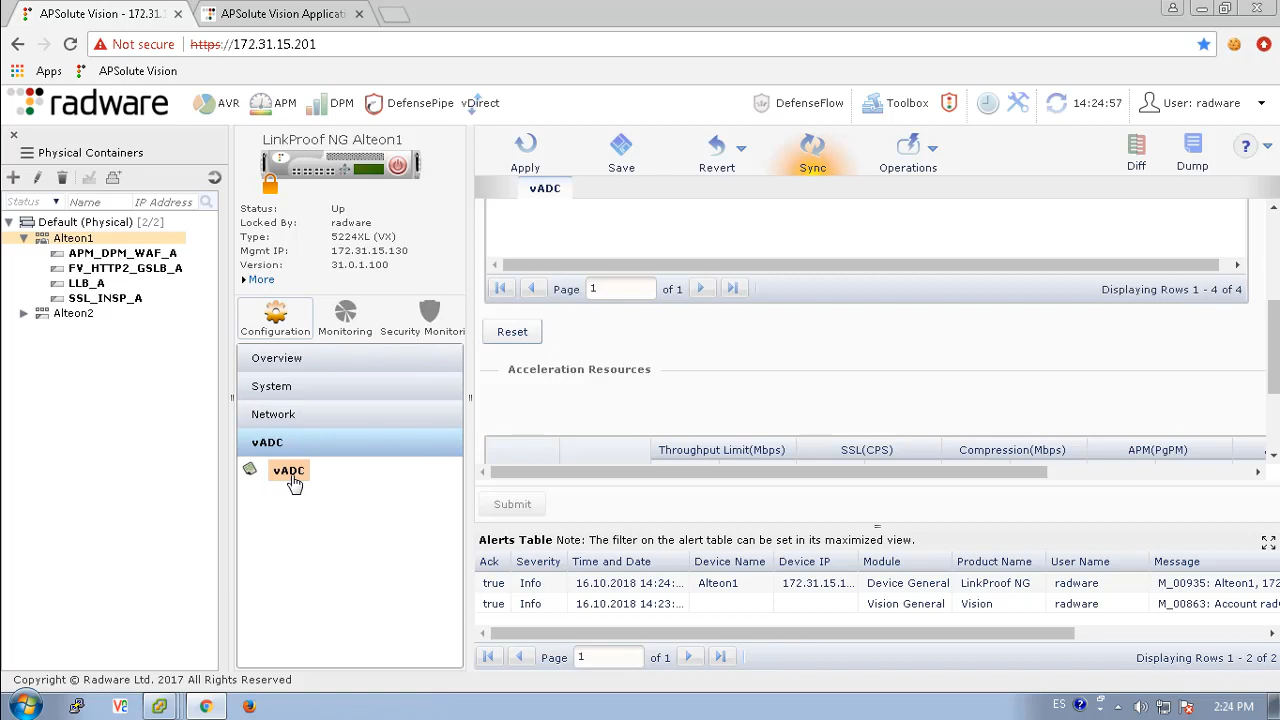 APSolute Vision - 172.31.1
APSolute Vision Applicat
Not secure https://172.31.15.201
Apps APSolute Vision
radware AVR APM DPM DefensePipe vDirect DefenseFlow Toolbox 14:24:57 User: radware
Physical Containers
Status Name IP Address
Default (Physical) [2/2]
Alteon1
APM_DPM_WAF_A
FV_HTTP2_GSLB_A
LLB_A
SSL_INSP_A
Alteon2
LinkProof NG Alteon1
Status: Up
Locked By: radware
Type: 5224XL (VX)
Mgmt IP: 172.31.15.130
Version: 31.0.1.100
More
Configuration Monitoring Security Monitori
Overview
System
Network
vADC
vADC
Apply Save Revert Sync Operations Diff Dump ?
vADC
Page 1 of 1 Displaying Rows 1 - 4 of 4
Reset
Acceleration Resources
Throughput Limit(Mbps) SSL(CPS) Compression(Mbps) APM(PgPM)
Submit
Alerts Table Note: The filter on the alert table can be set in its maximized view.
Ack Severity Time and Date Device Name Device IP Module Product Name User Name Message
true Info 16.10.2018 14:24:... Alteon1 172.31.15.1... Device General LinkProof NG radware M_00935: Alteon1, 172
true Info 16.10.2018 14:23:... Vision General Vision radware M_00863: Account rad
Page 1 of 1 Displaying Rows 1 - 2 of 2
Copyright © Radware Ltd. 2017 All Rights Reserved
ES 2:24 PM